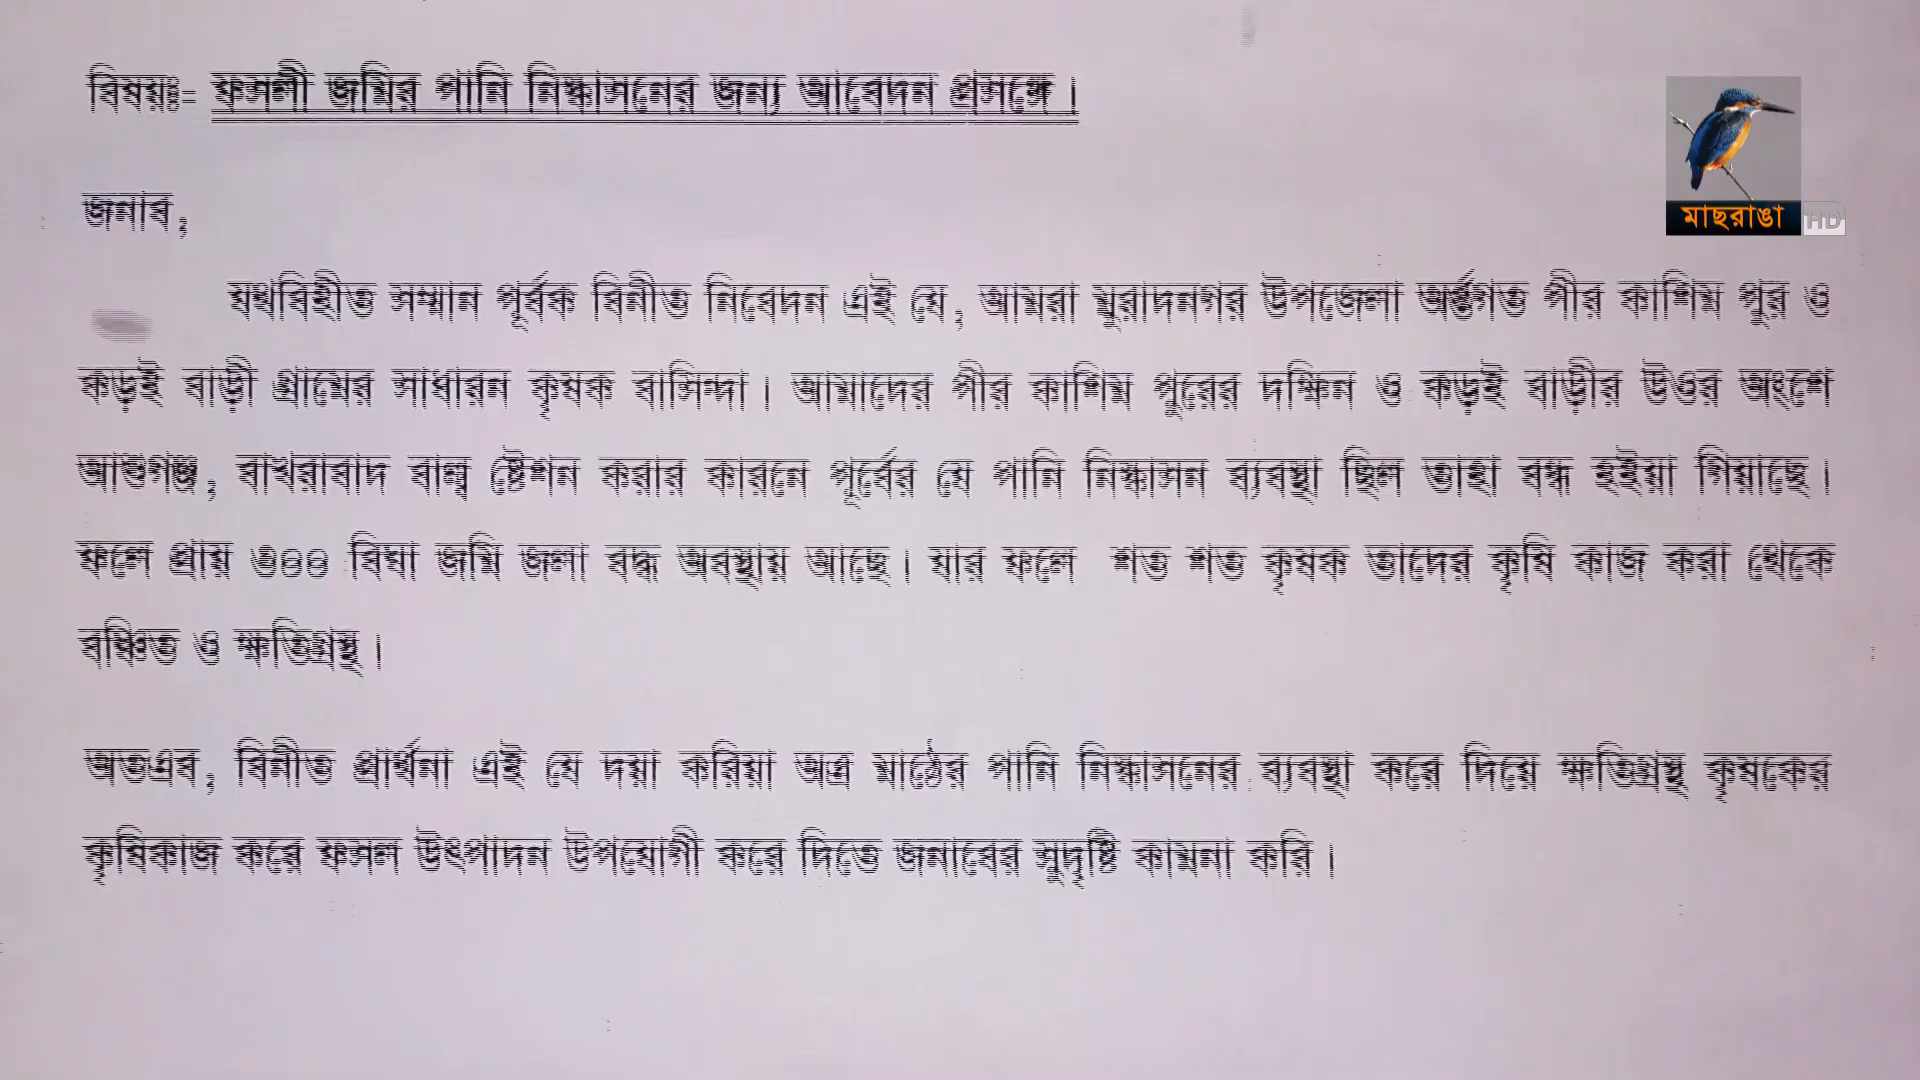 বিষয়ঃ= ফসলী জমির পানি নিস্কাসনের জন্য আবেদন প্রসঙ্গে।
মাছরাঙা HD
জনাব,
যথবিহীত সম্মান পূর্বক বিনীত নিবেদন এই যে, আমরা মুরাদনগর উপজেলা অর্ন্তগত পীর কাশিম পুর ও
কড়ই বাড়ী গ্রামের সাধারন কৃষক বাসিন্দা। আমাদের পীর কাশিম পুরের দক্ষিন ও কড়ই বাড়ীর উওর অংশে
আশুগঞ্জ, বাখরাবাদ বাল্ব ষ্টেশন করার কারনে পূর্বের যে পানি নিস্কাসন ব্যবস্থা ছিল তাহা বন্ধ হইয়া গিয়াছে।
ফলে প্রায় ৩০০ বিঘা জমি জলা বদ্ধ অবস্থায় আছে। যার ফলে শত শত কৃষক তাদের কৃষি কাজ করা থেকে
বঞ্চিত ও ক্ষতিগ্রস্থ।
অতএব, বিনীত প্রার্থনা এই যে দয়া করিয়া অত্র মাঠের পানি নিস্কাসনের ব্যবস্থা করে দিয়ে ক্ষতিগ্রস্থ কৃষকের
কৃষিকাজ করে ফসল উৎপাদন উপযোগী করে দিতে জনাবের সুদৃষ্টি কামনা করি।